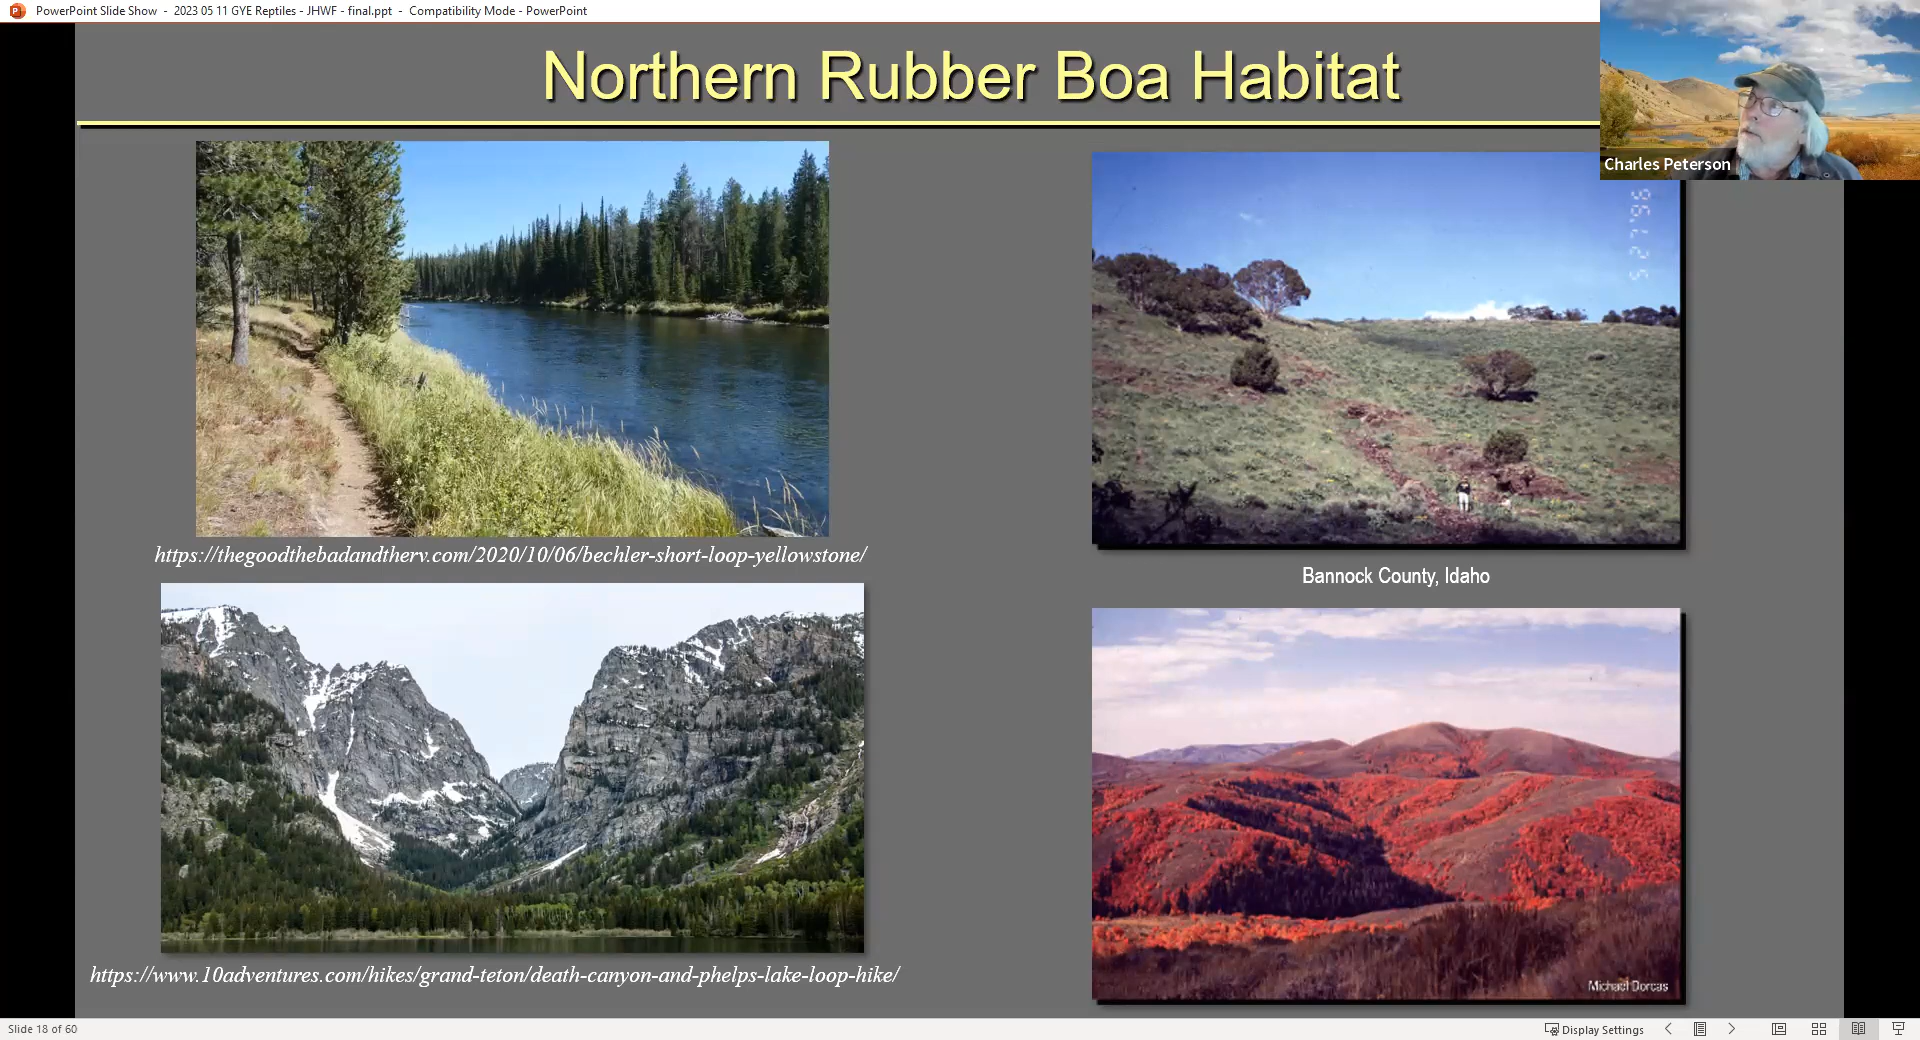 PowerPoint Slide Show - 2023 05 11 GYE Reptiles - JHWF - final.ppt - Compatibility Mode - PowerPoint
Northern Rubber Boa Habitat
Charles Peterson
https://thegoodthebadandtherv.com/2020/10/06/bechler-short-loop-yellowstone/
Bannock County, Idaho
https://www.10adventures.com/hikes/grand-teton/death-canyon-and-phelps-lake-loop-hike/
Michael Dorcas
Slide 18 of 60
Display Settings